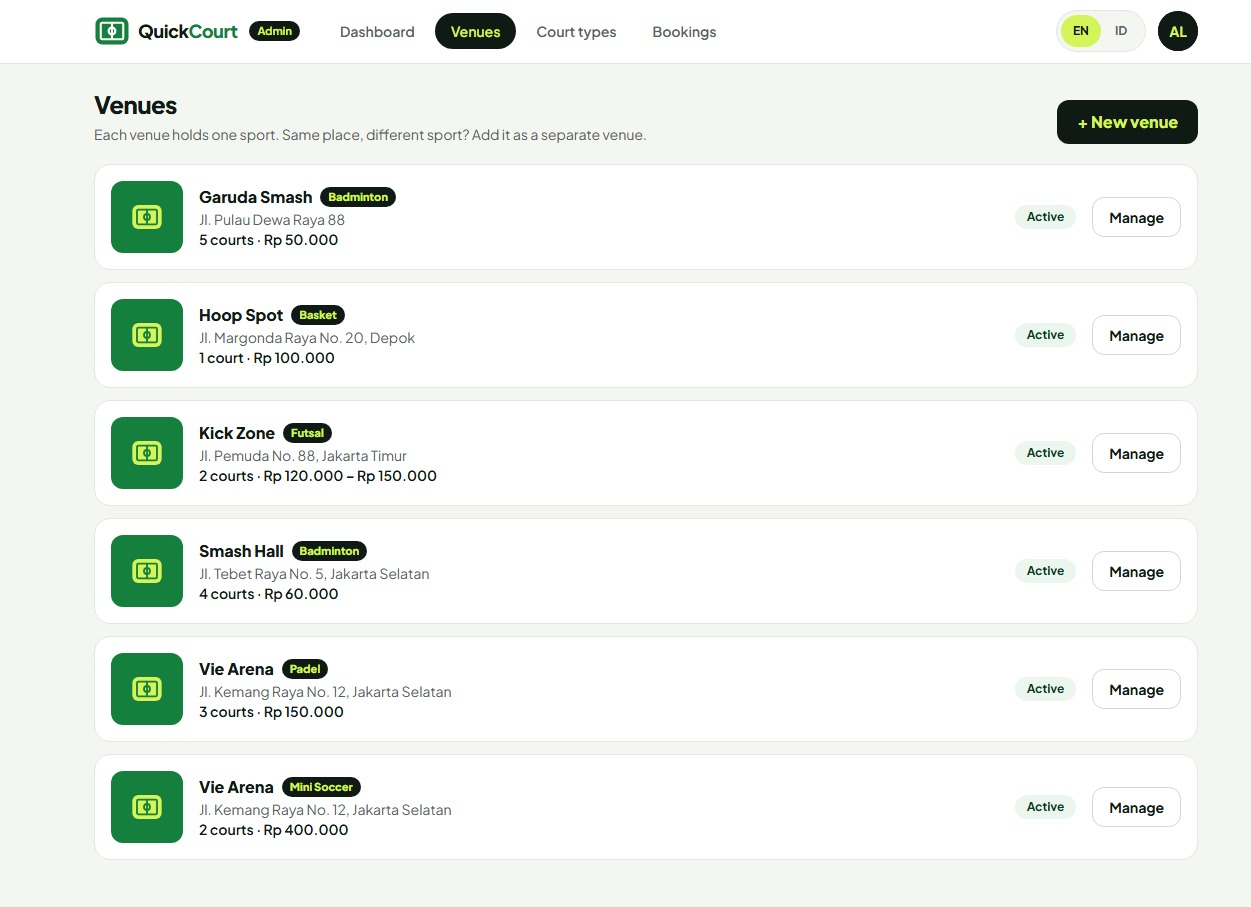 QuickCourt Admin Dashboard Venues Court types Bookings EN ID AL
Venues
Each venue holds one sport. Same place, different sport? Add it as a separate venue.
+ New venue
Garuda Smash Badminton
Jl. Pulau Dewa Raya 88
5 courts · Rp 50.000
Active Manage
Hoop Spot Basket
Jl. Margonda Raya No. 20, Depok
1 court · Rp 100.000
Active Manage
Kick Zone Futsal
Jl. Pemuda No. 88, Jakarta Timur
2 courts · Rp 120.000 – Rp 150.000
Active Manage
Smash Hall Badminton
Jl. Tebet Raya No. 5, Jakarta Selatan
4 courts · Rp 60.000
Active Manage
Vie Arena Padel
Jl. Kemang Raya No. 12, Jakarta Selatan
3 courts · Rp 150.000
Active Manage
Vie Arena Mini Soccer
Jl. Kemang Raya No. 12, Jakarta Selatan
2 courts · Rp 400.000
Active Manage